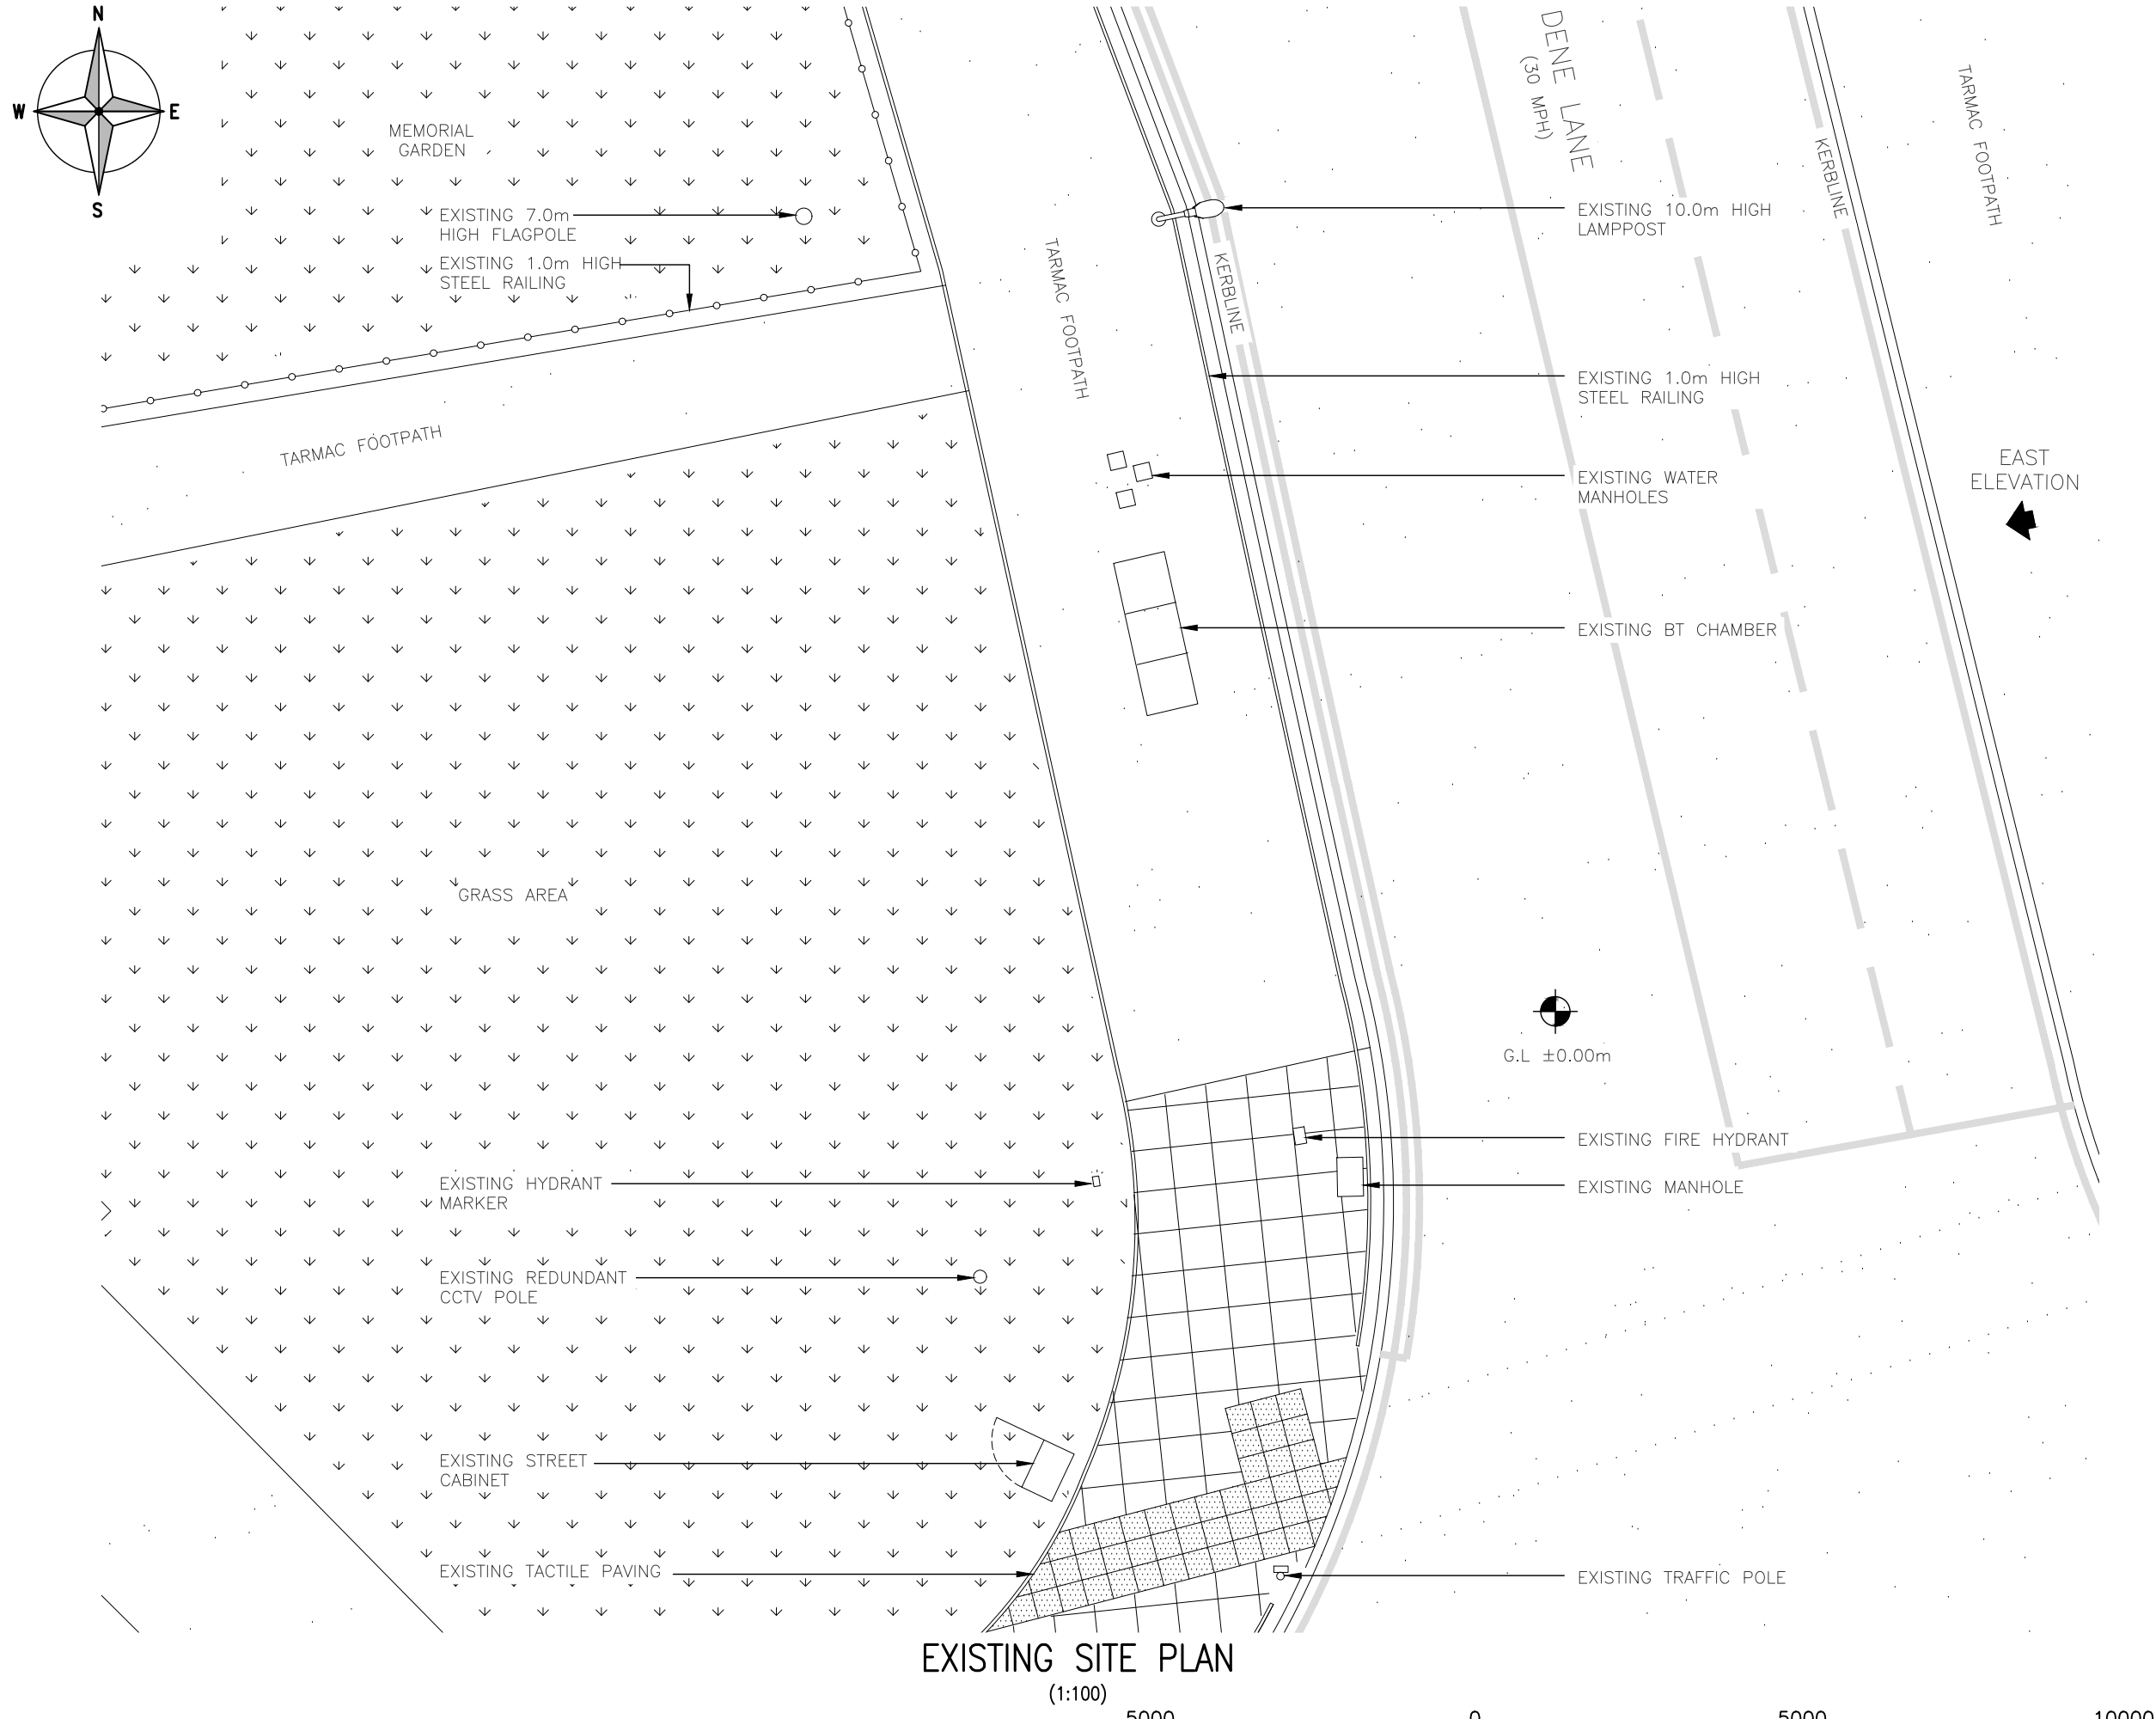 N
W
E
S
MEMORIAL
GARDEN
EXISTING 7.0m
HIGH FLAGPOLE
EXISTING 1.0m HIGH
STEEL RAILING
TARMAC FOOTPATH
TARMAC FOOTPATH
KERBLINE
DENE LANE
(30 MPH)
KERBLINE
TARMAC FOOTPATH
EXISTING 10.0m HIGH
LAMPPOST
EXISTING 1.0m HIGH
STEEL RAILING
EXISTING WATER
MANHOLES
EAST
ELEVATION
EXISTING BT CHAMBER
GRASS AREA
G.L ±0.00m
EXISTING FIRE HYDRANT
EXISTING MANHOLE
EXISTING HYDRANT
MARKER
EXISTING REDUNDANT
CCTV POLE
EXISTING STREET
CABINET
EXISTING TACTILE PAVING
EXISTING TRAFFIC POLE
EXISTING SITE PLAN
(1:100)
5000 0 5000 10000